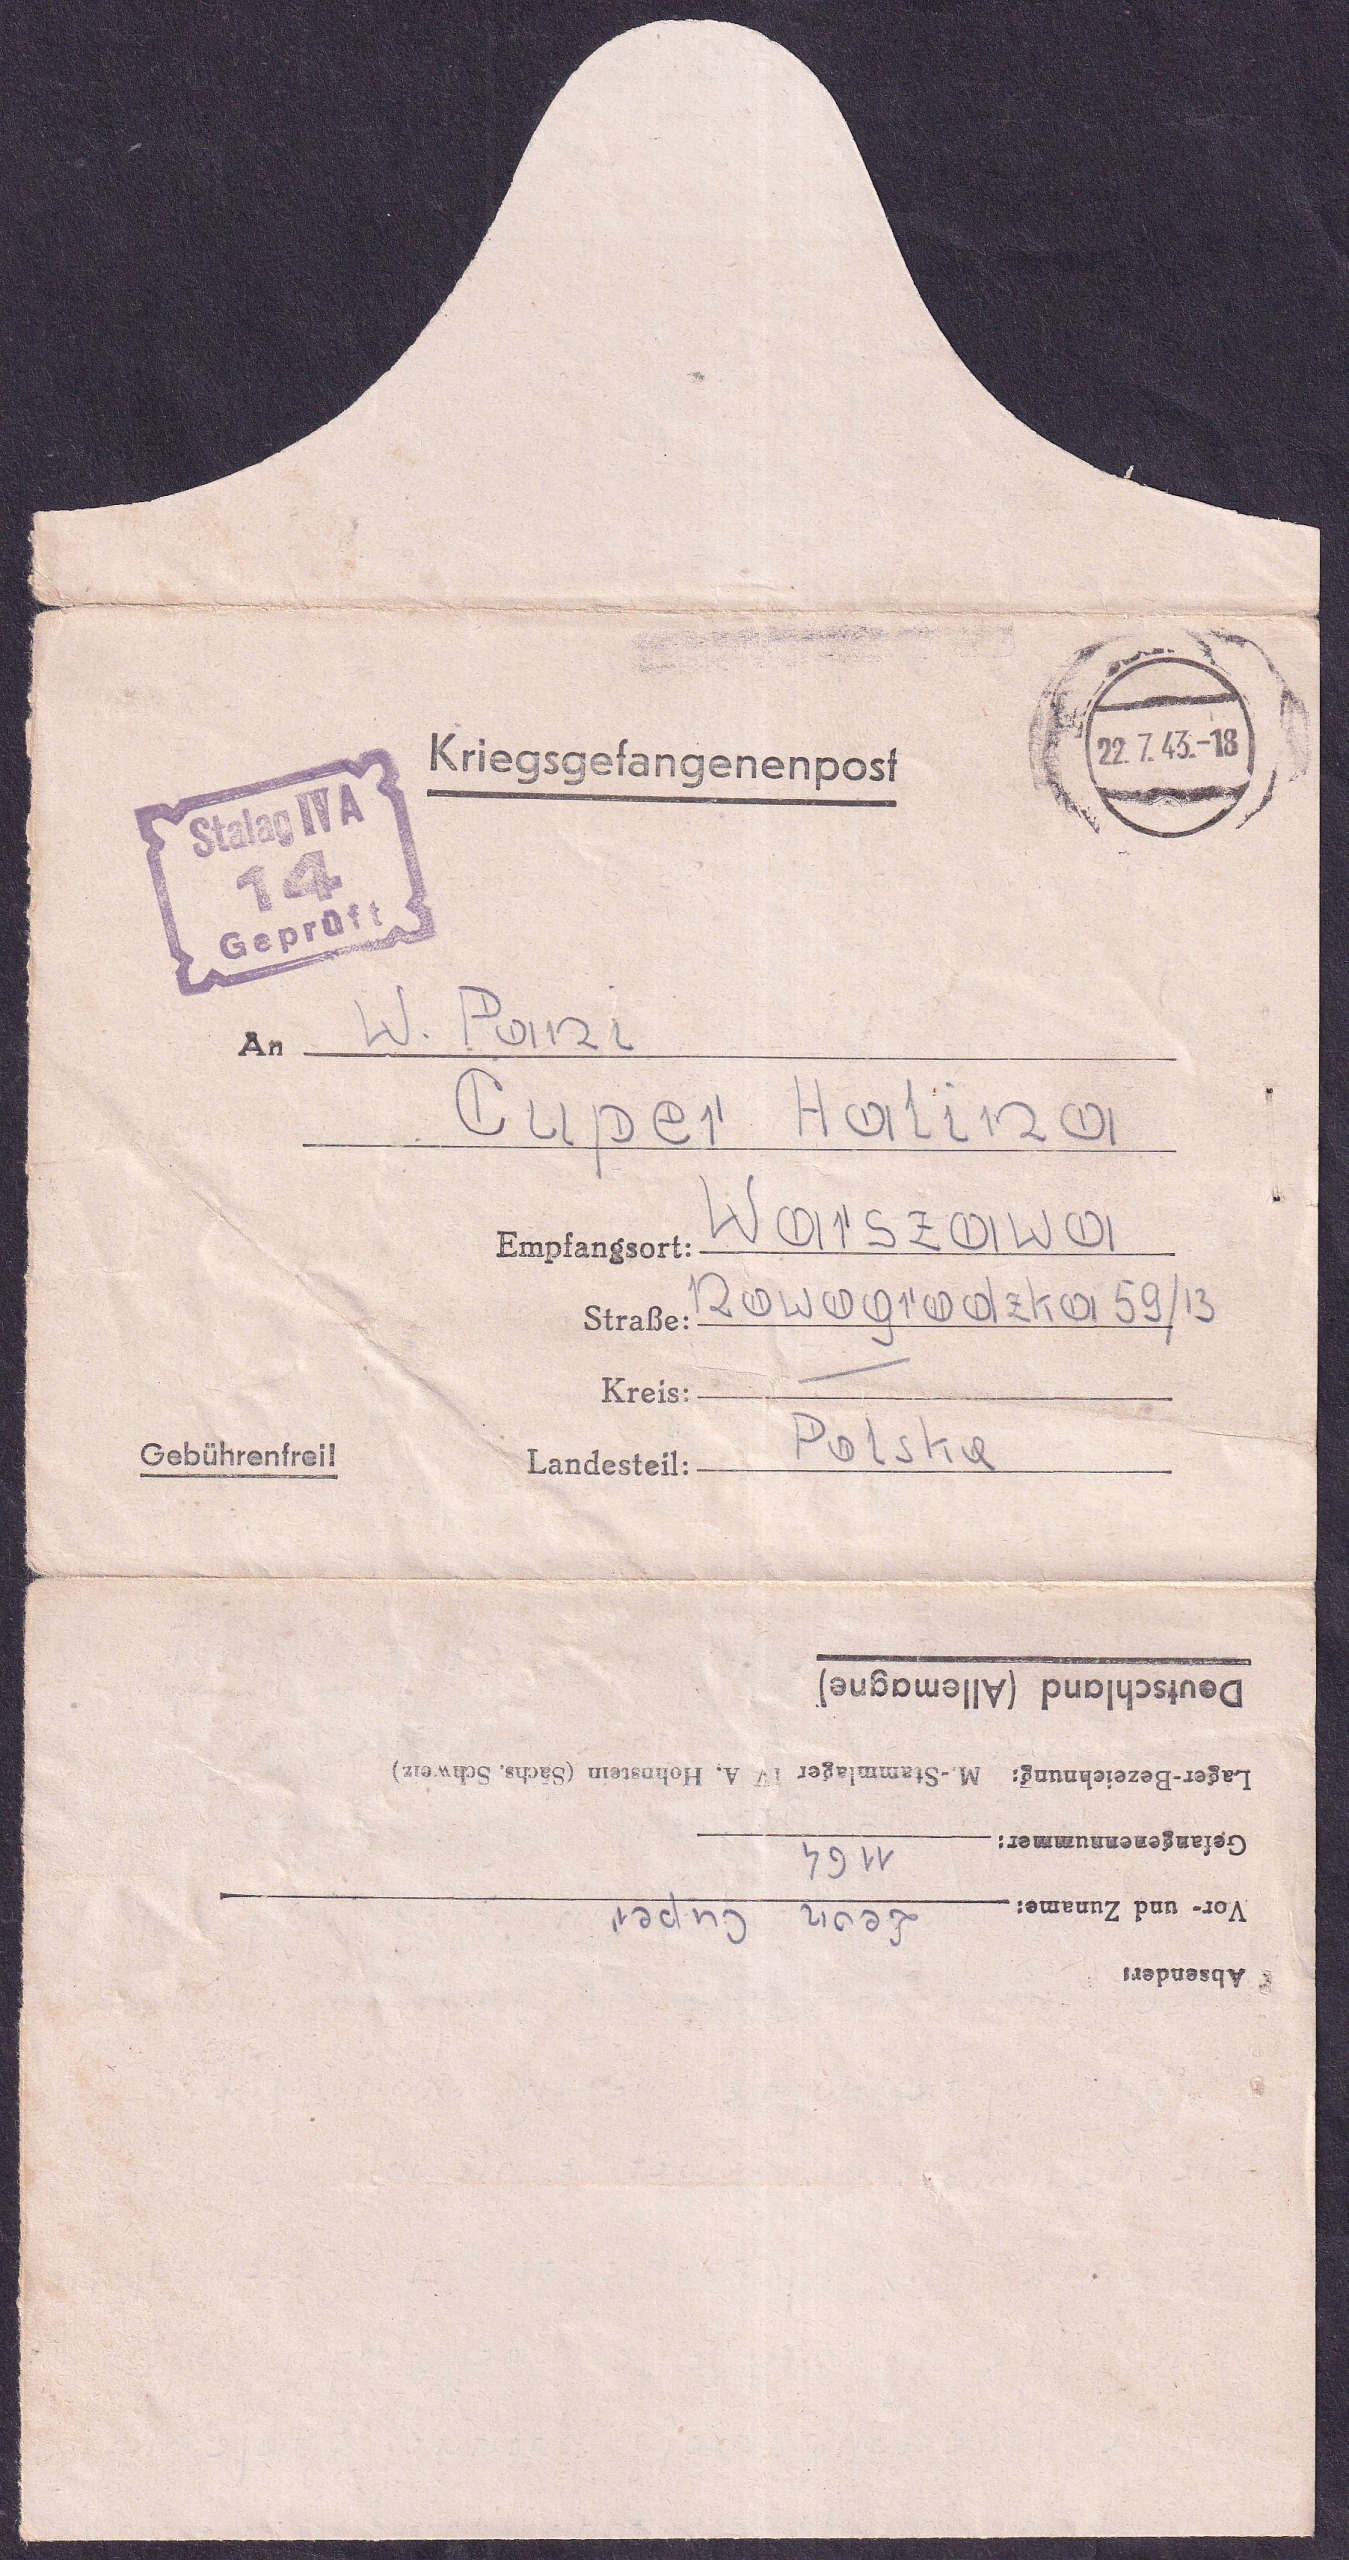 Kriegsgefangenenpost
22.7.43.-18
Stalag IV A
14
Geprüft
An W. Pani
Cuper Halina
Empfangsort: Warszawa
Straße: Nowogrodzka 59/13
Kreis: —
Gebührenfrei!
Landesteil: Polska
Absender:
Vor- und Zuname: Leon Cuper
Gefangenennummer: 1164
Lager-Bezeichnung: M.-Stammlager IV A, Hohnstein (Sächs. Schweiz)
Deutschland (Allemagne)